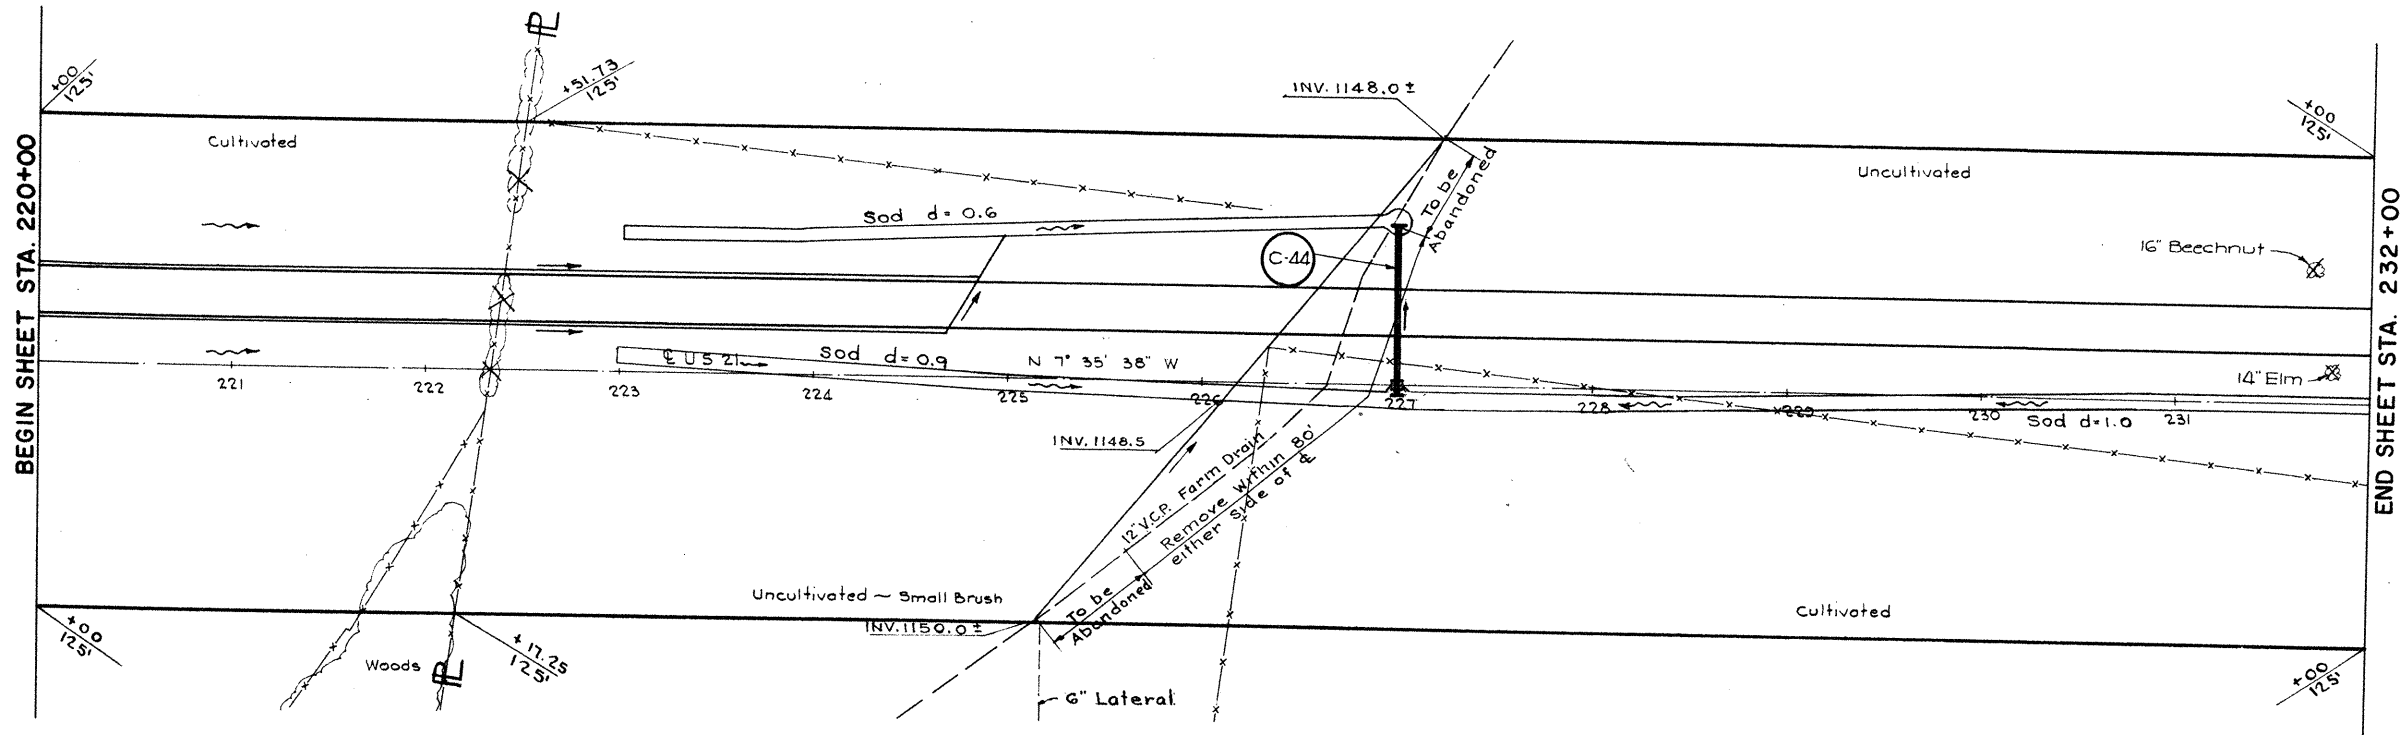 BEGIN SHEET STA. 220+00
+00
125'
PL
+51.73
125'
INV. 1148.0 ±
+00
125'
Cultivated
Uncultivated
To be
Abandoned
Sod d= 0.6
C-44
16" Beechnut
℄ U S 21
Sod d= 0.9
N 7° 35' 38" W
14" Elm
221
222
223
224
225
226
227
228
229
230
231
Sod d=1.0
INV. 1148.5
12" V.C.P. Farm Drain
Remove Within 80'
either Side of ℄
To be
Abandoned
Uncultivated ~ Small Brush
INV. 1150.0 ±
Cultivated
+00
125'
Woods
PL
+17.25
125'
6" Lateral
+00
125'
END SHEET STA. 232+00